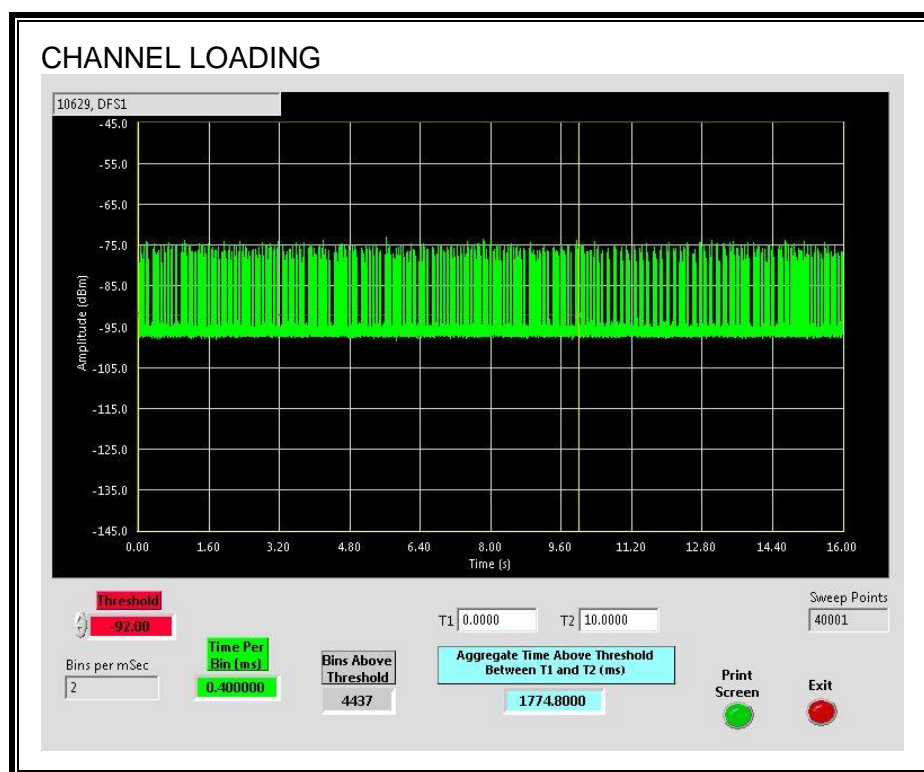 CHANNEL LOADING
10629, DFS1
-45.0
-55.0
-65.0
-75.0
-85.0
-95.0
-105.0
-115.0
-125.0
-135.0
-145.0
Amplitude (dBm)
0.00 1.60 3.20 4.80 6.40 8.00 9.60 11.20 12.80 14.40 16.00
Time (s)
Threshold
-92.00
Bins per mSec
2
Time Per
Bin (ms)
0.400000
Bins Above
Threshold
4437
T1 0.0000 T2 10.0000
Aggregate Time Above Threshold
Between T1 and T2 (ms)
1774.8000
Sweep Points
40001
Print
Screen
Exit